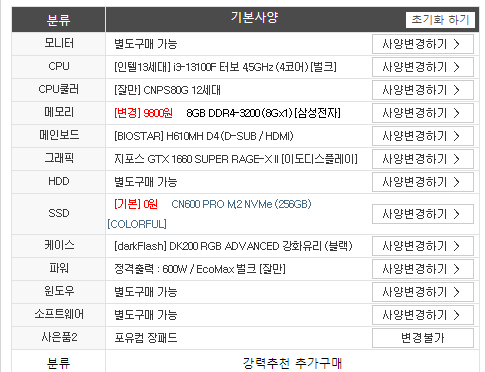 분류 기본사양 초기화 하기
모니터 별도구매 가능 사양변경하기 >
CPU [인텔13세대] i3-13100F 터보 4.5GHz (4코어) [벌크] 사양변경하기 >
CPU쿨러 [잘만] CNPS80G 12세대 사양변경하기 >
메모리 [변경] 9800원 8GB DDR4-3200 (8Gx1) [삼성전자] 사양변경하기 >
메인보드 [BIOSTAR] H610MH D4 (D-SUB / HDMI) 사양변경하기 >
그래픽 지포스 GTX 1660 SUPER RAGE-X II [이도디스플레이] 사양변경하기 >
HDD 별도구매 가능 사양변경하기 >
SSD [기본] 0원 CN600 PRO M.2 NVMe (256GB) 사양변경하기 >
[COLORFUL]
케이스 [darkFlash] DK200 RGB ADVANCED 강화유리 (블랙) 사양변경하기 >
파워 정격출력 : 600W / EcoMax 벌크 [잘만] 사양변경하기 >
윈도우 별도구매 가능 사양변경하기 >
소프트웨어 별도구매 가능 사양변경하기 >
사은품2 포유컴 장패드 변경불가
분류 강력추천 추가구매